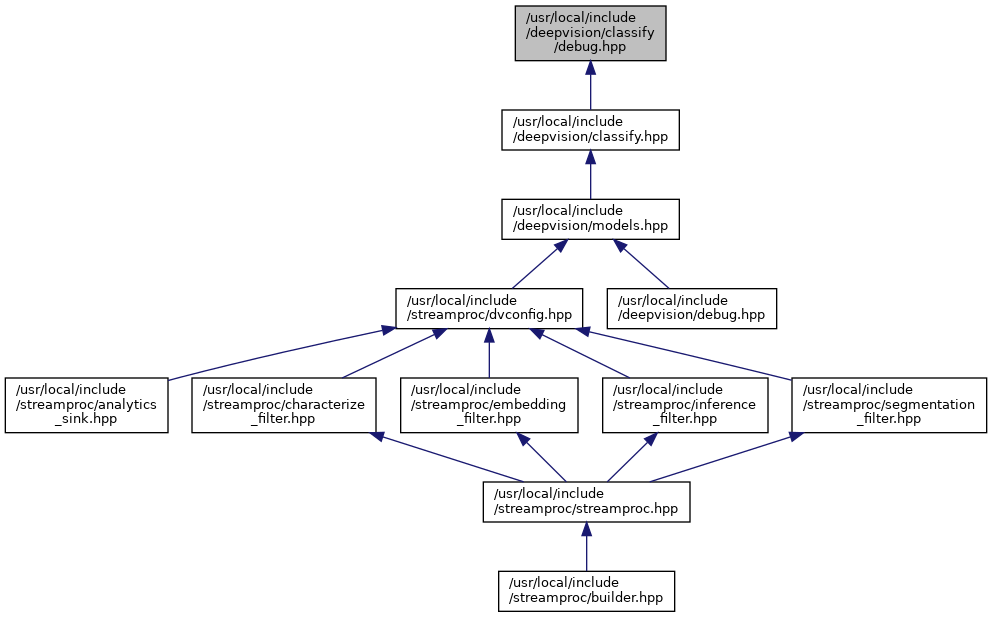 /usr/local/include
/deepvision/classify
/debug.hpp
/usr/local/include
/deepvision/classify.hpp
/usr/local/include
/deepvision/models.hpp
/usr/local/include
/streamproc/dvconfig.hpp
/usr/local/include
/deepvision/debug.hpp
/usr/local/include
/streamproc/analytics
_sink.hpp
/usr/local/include
/streamproc/characterize
_filter.hpp
/usr/local/include
/streamproc/embedding
_filter.hpp
/usr/local/include
/streamproc/inference
_filter.hpp
/usr/local/include
/streamproc/segmentation
_filter.hpp
/usr/local/include
/streamproc/streamproc.hpp
/usr/local/include
/streamproc/builder.hpp